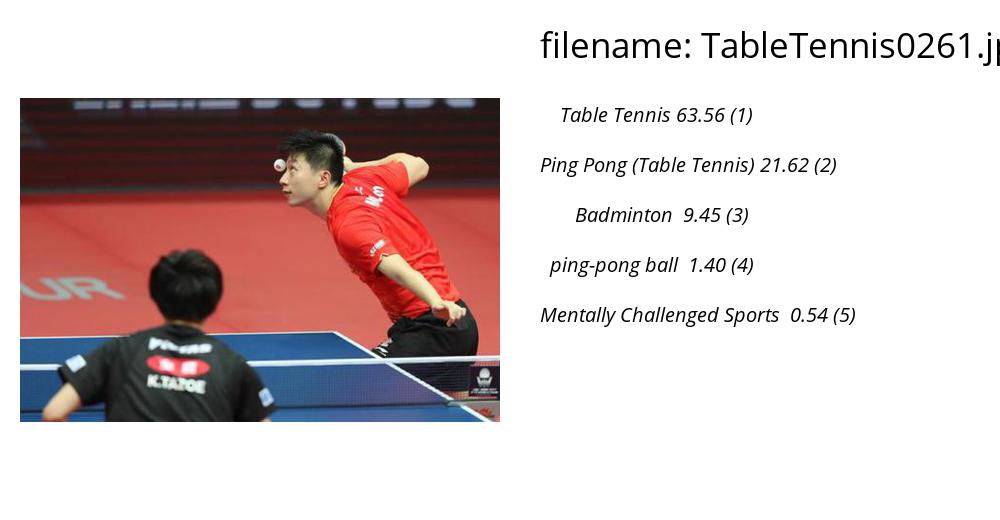 filename: TableTennis0261.jp
Table Tennis 63.56 (1)
Ping Pong (Table Tennis) 21.62 (2)
Badminton 9.45 (3)
ping-pong ball 1.40 (4)
Mentally Challenged Sports 0.54 (5)
UR
K.TAZOE